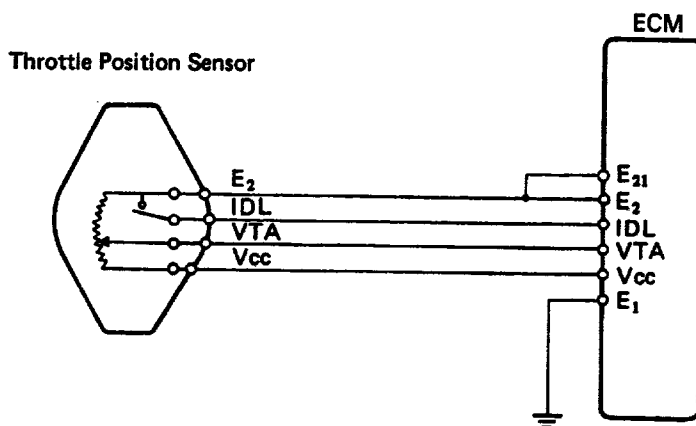 ECM
Throttle Position Sensor
E2
IDL
VTA
Vcc
E21
E2
IDL
VTA
Vcc
E1